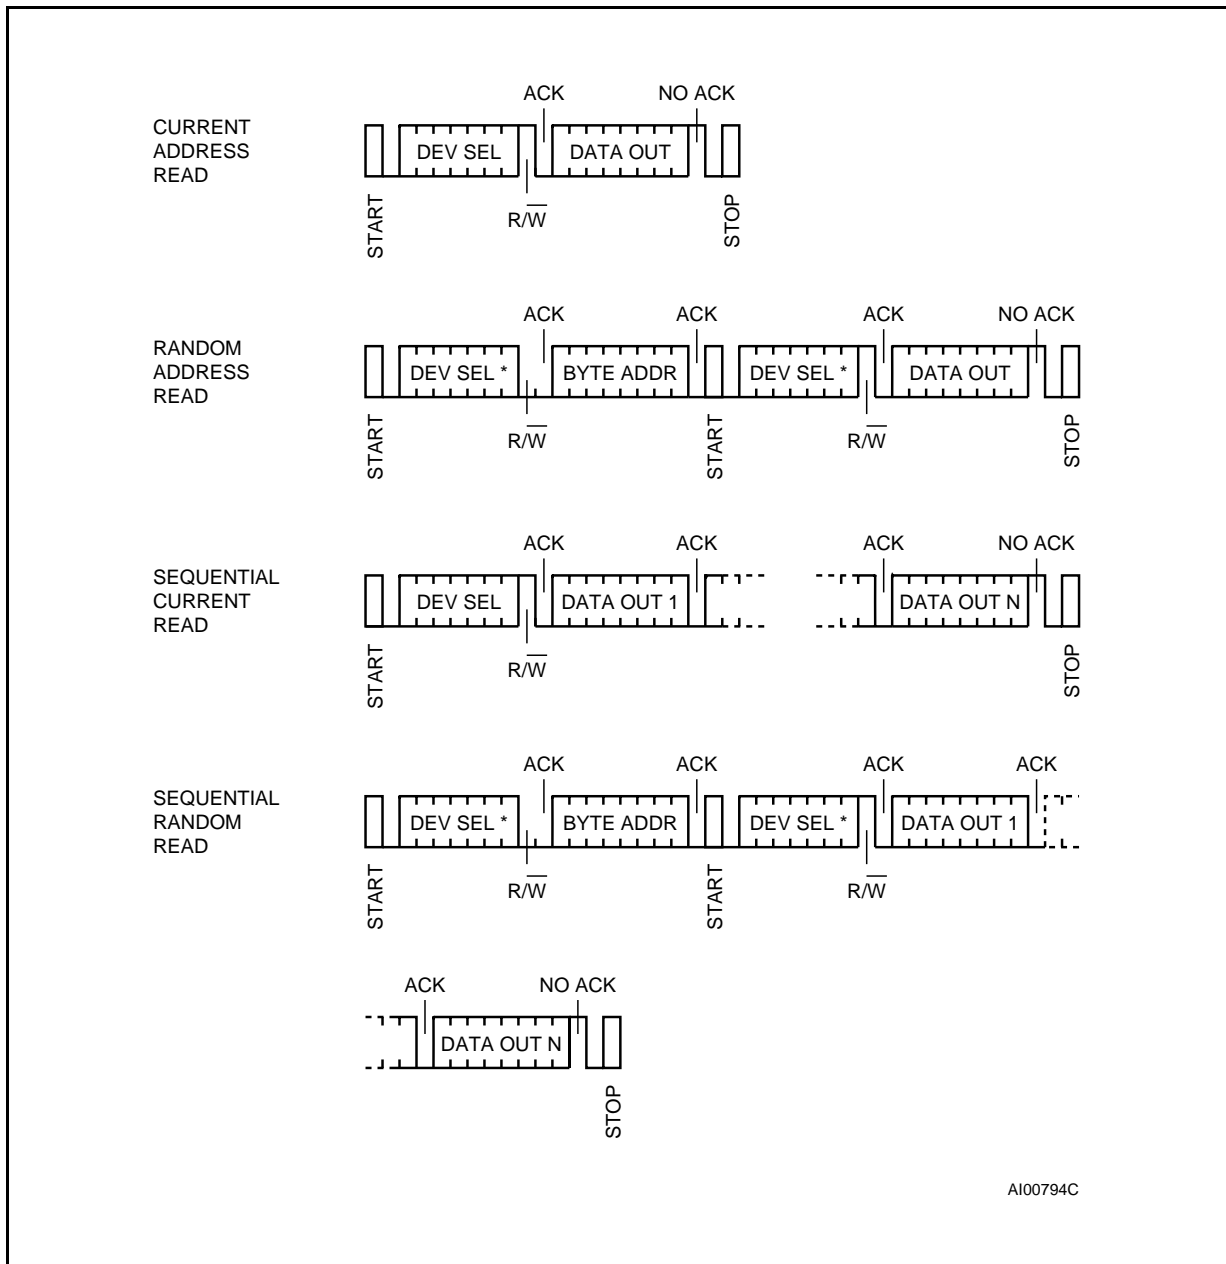 ACK NO ACK
CURRENT
ADDRESS
READ
DEV SEL DATA OUT
START R/W STOP
ACK ACK ACK NO ACK
RANDOM
ADDRESS
READ
DEV SEL * BYTE ADDR DEV SEL * DATA OUT
START R/W START R/W STOP
ACK ACK ACK NO ACK
SEQUENTIAL
CURRENT
READ
DEV SEL DATA OUT 1 DATA OUT N
START R/W STOP
ACK ACK ACK ACK
SEQUENTIAL
RANDOM
READ
DEV SEL * BYTE ADDR DEV SEL * DATA OUT 1
START R/W START R/W
ACK NO ACK
DATA OUT N
STOP
AI00794C